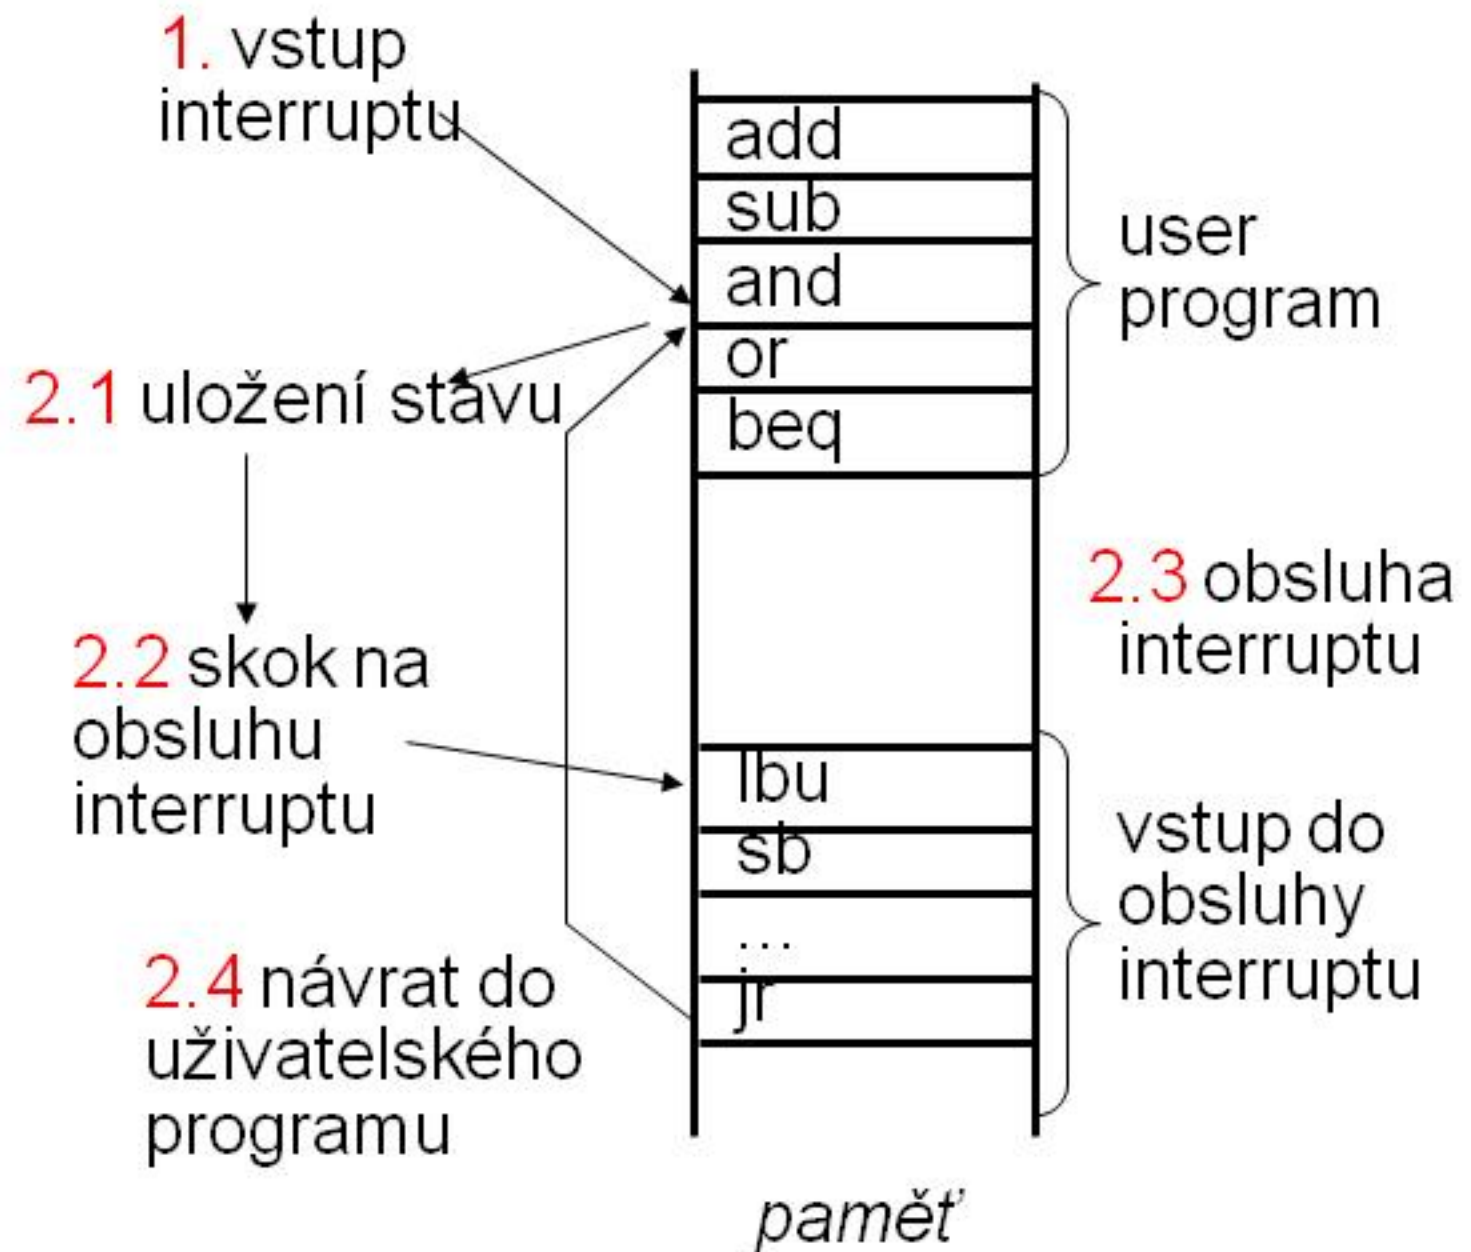 1. vstup
interruptu
add
sub
and
or
beq
user
program
2.1 uložení stavu
2.2 skok na
obsluhu
interruptu
2.3 obsluha
interruptu
lbu
sb
...
jr
vstup do
obsluhy
interruptu
2.4 návrat do
uživatelského
programu
paměť